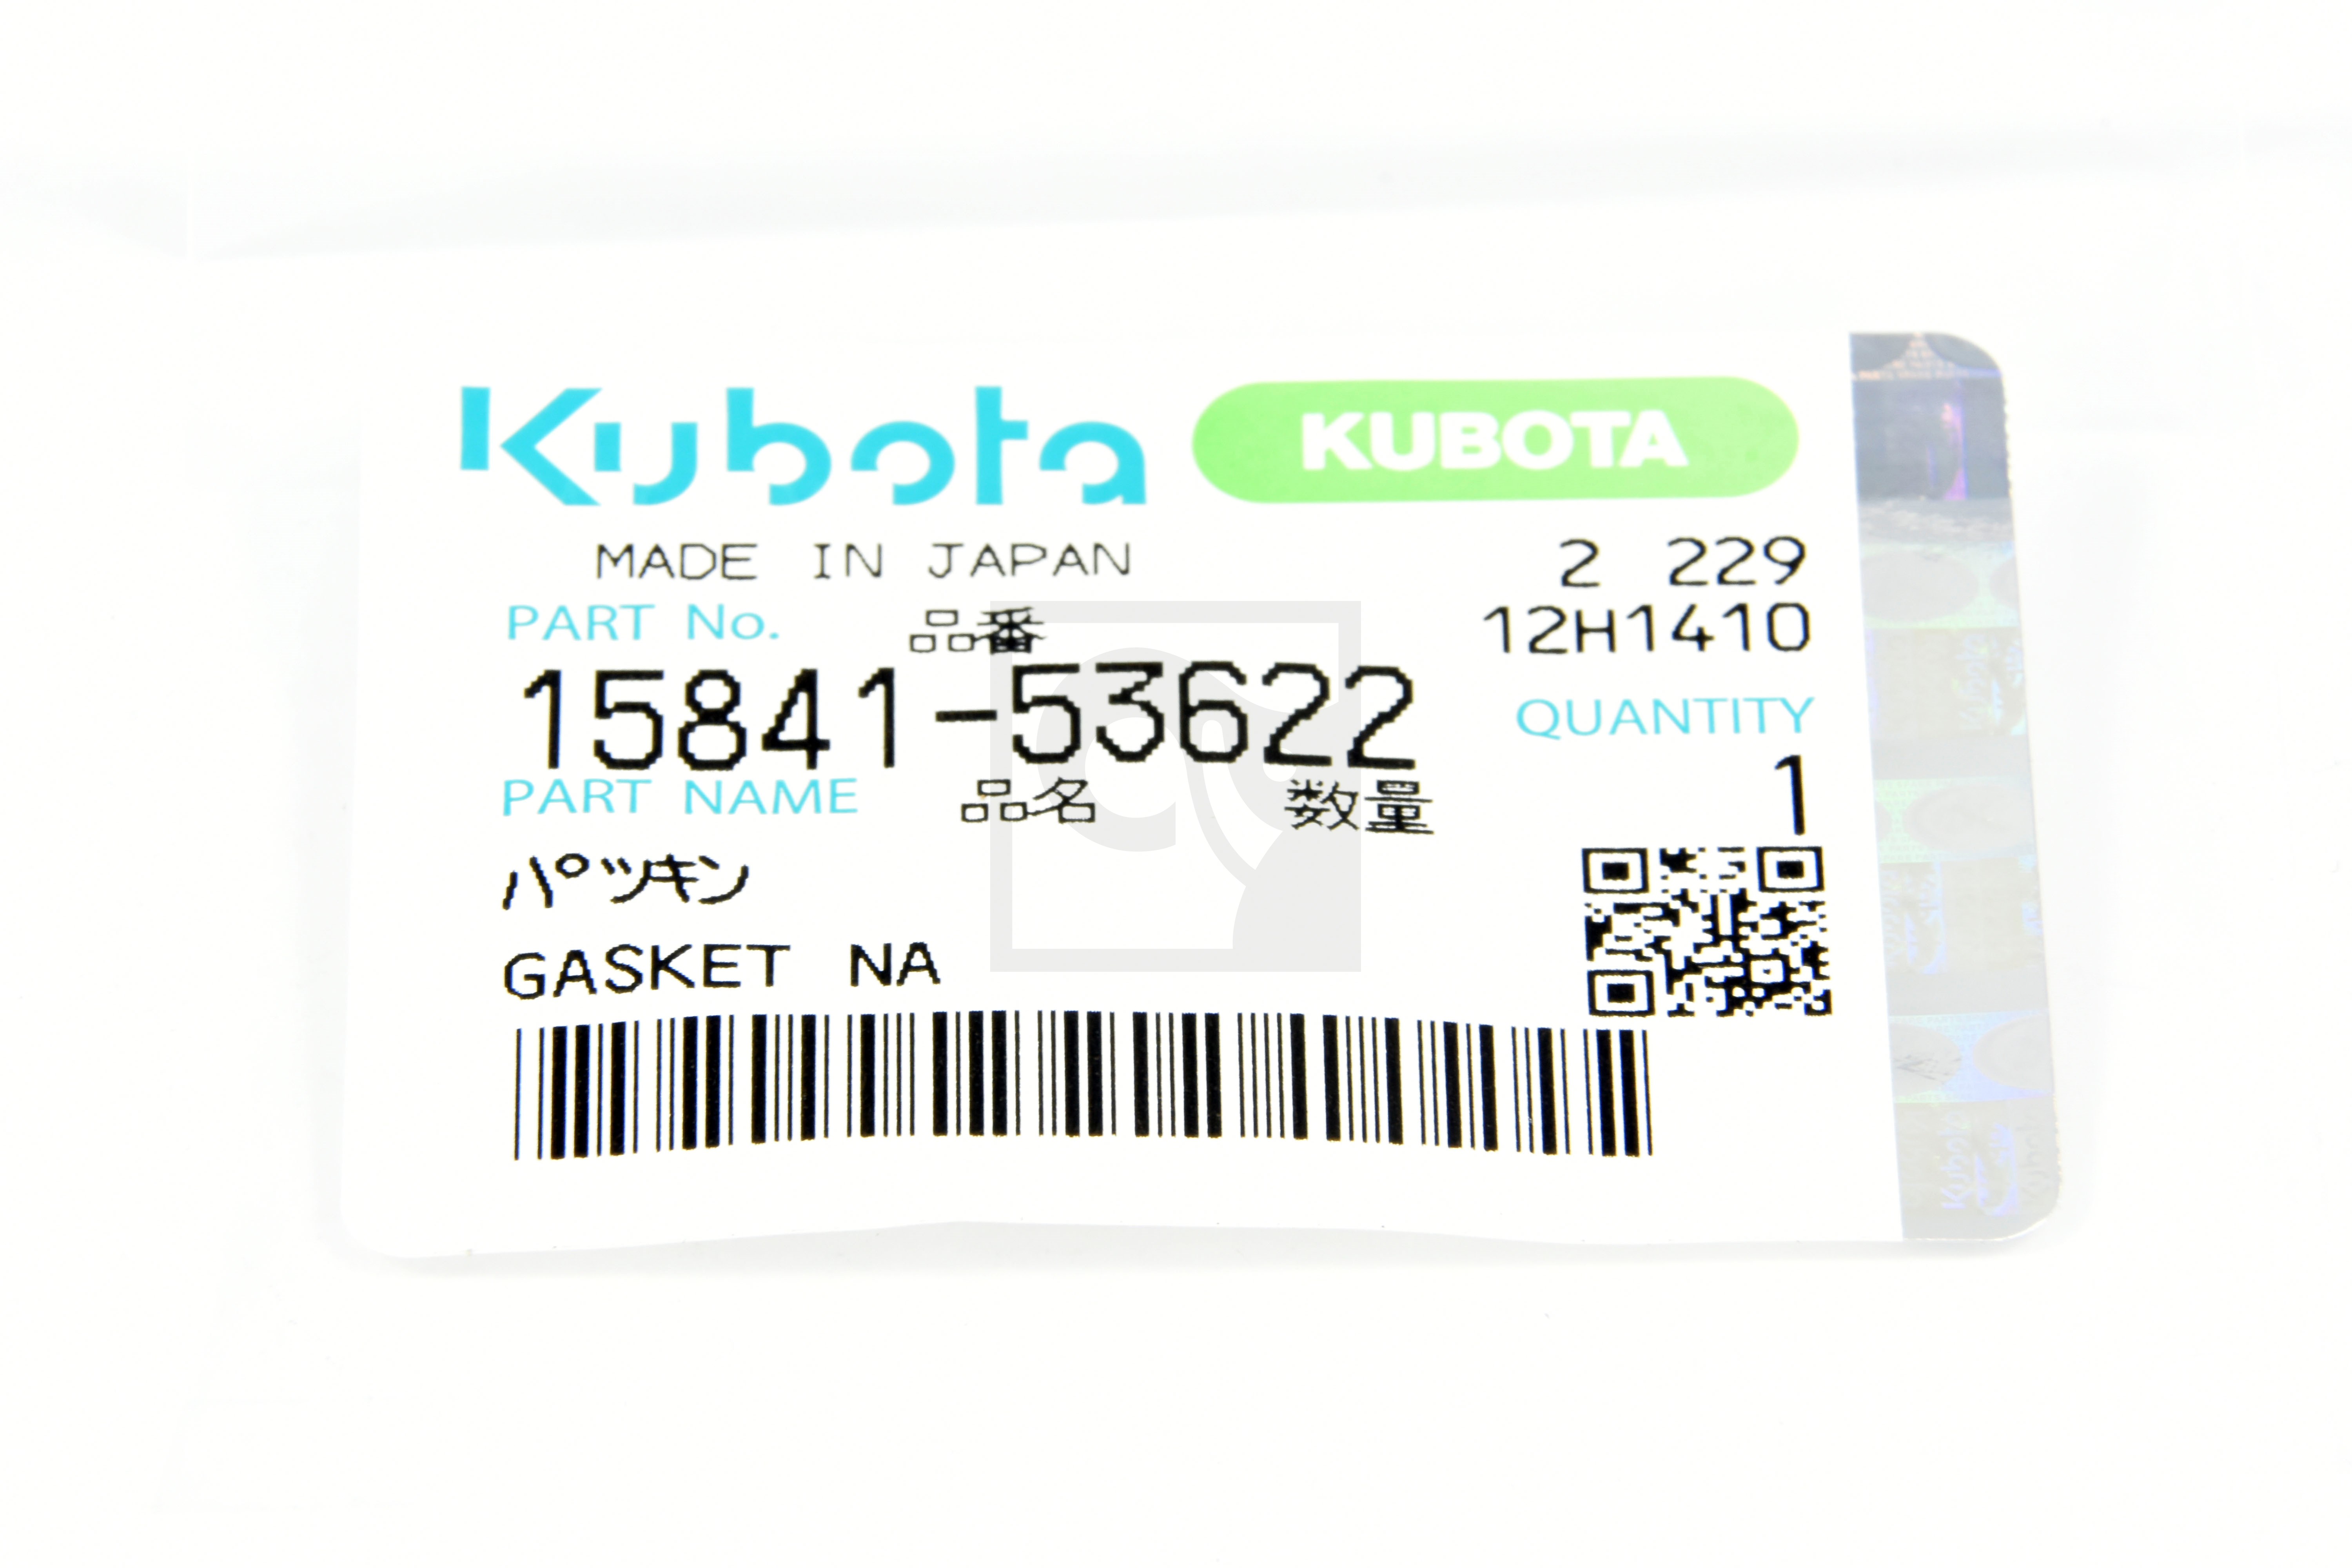 Kubota KUBOTA
MADE IN JAPAN 2 229
PART No. 品番 12H1410
15841-53622 QUANTITY
PART NAME 品名 数量 1
パツキン
GASKET NA